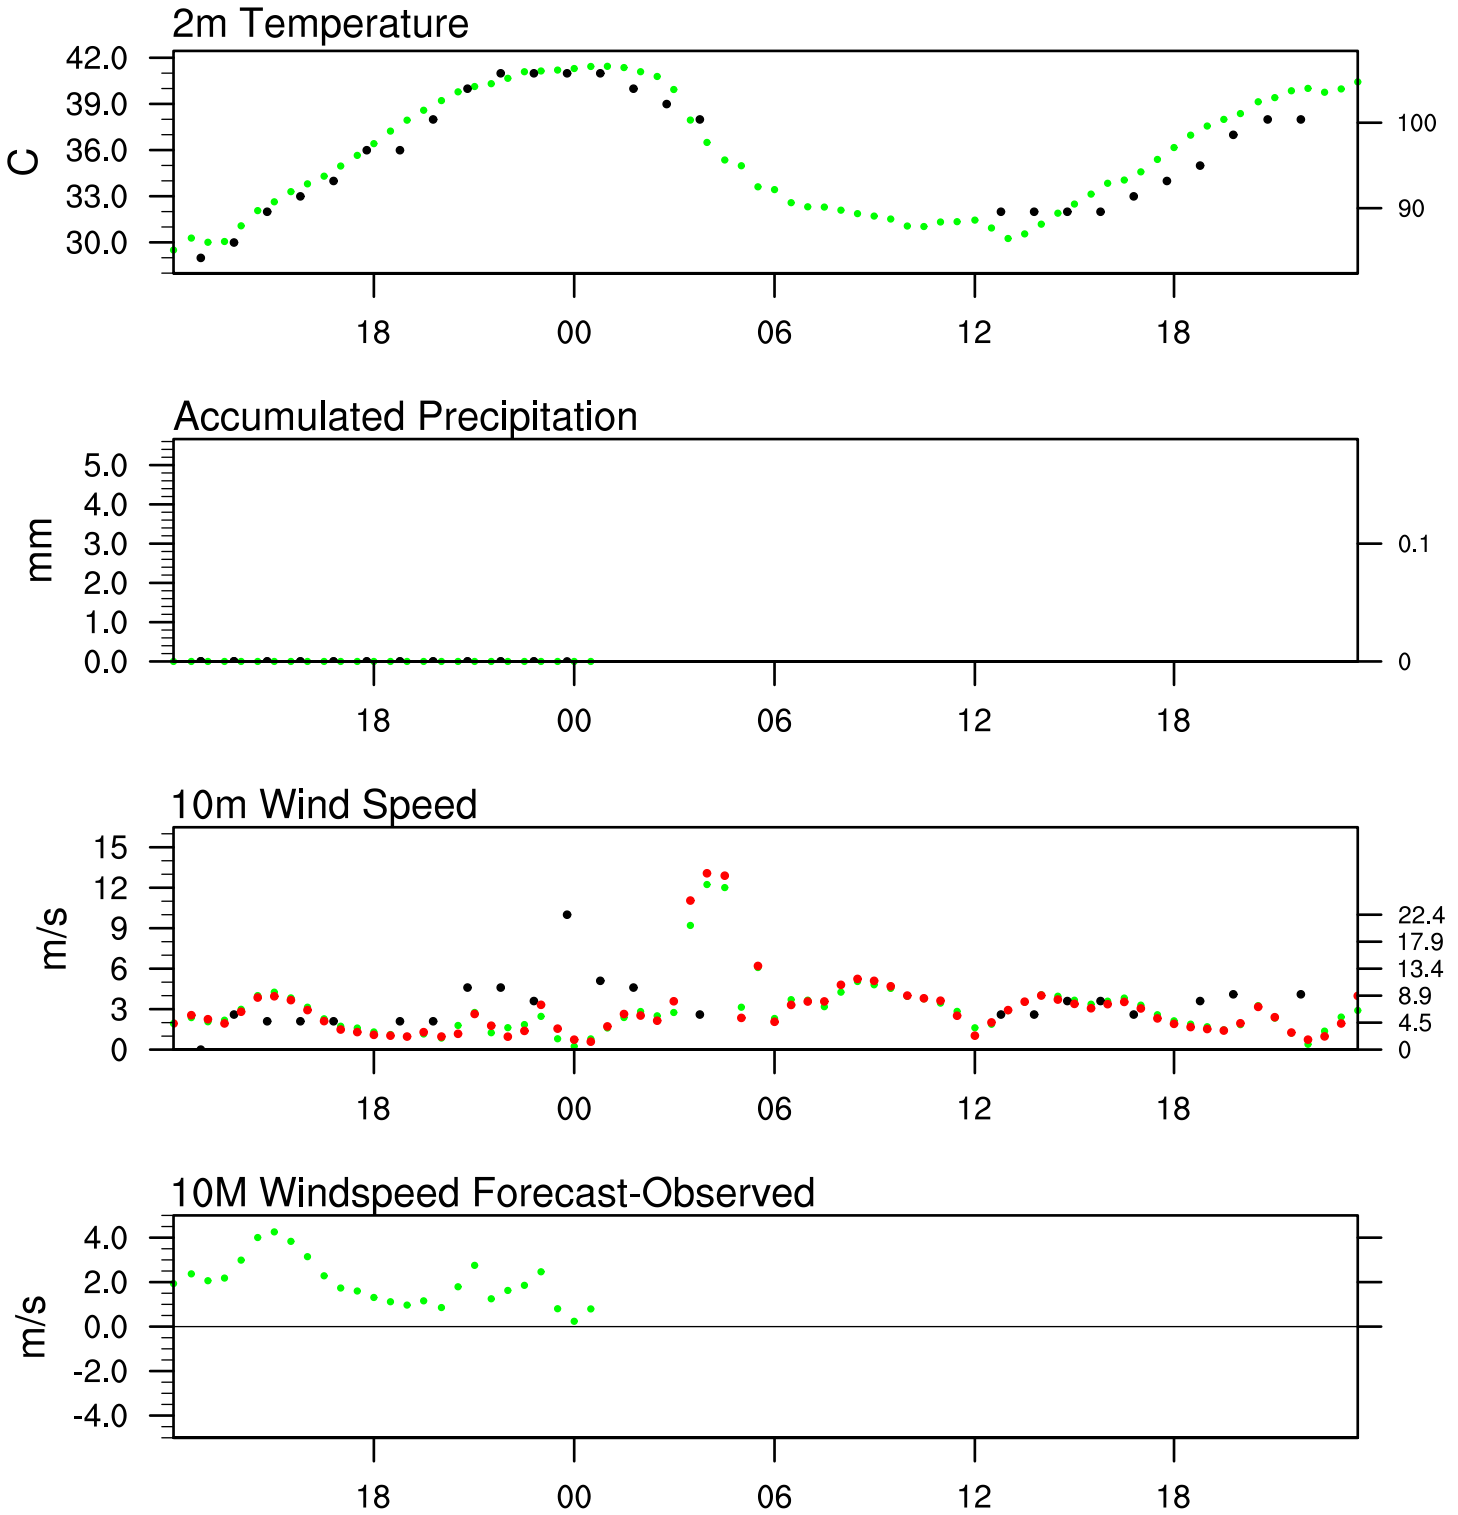 2m Temperature
42.0
39.0
36.0
33.0
30.0
C
100
90
18 00 06 12 18
Accumulated Precipitation
5.0
4.0
3.0
2.0
1.0
0.0
mm
0.1
0
18 00 06 12 18
10m Wind Speed
15
12
9
6
3
0
m/s
22.4
17.9
13.4
8.9
4.5
0
18 00 06 12 18
10M Windspeed Forecast-Observed
4.0
2.0
0.0
-2.0
-4.0
m/s
18 00 06 12 18